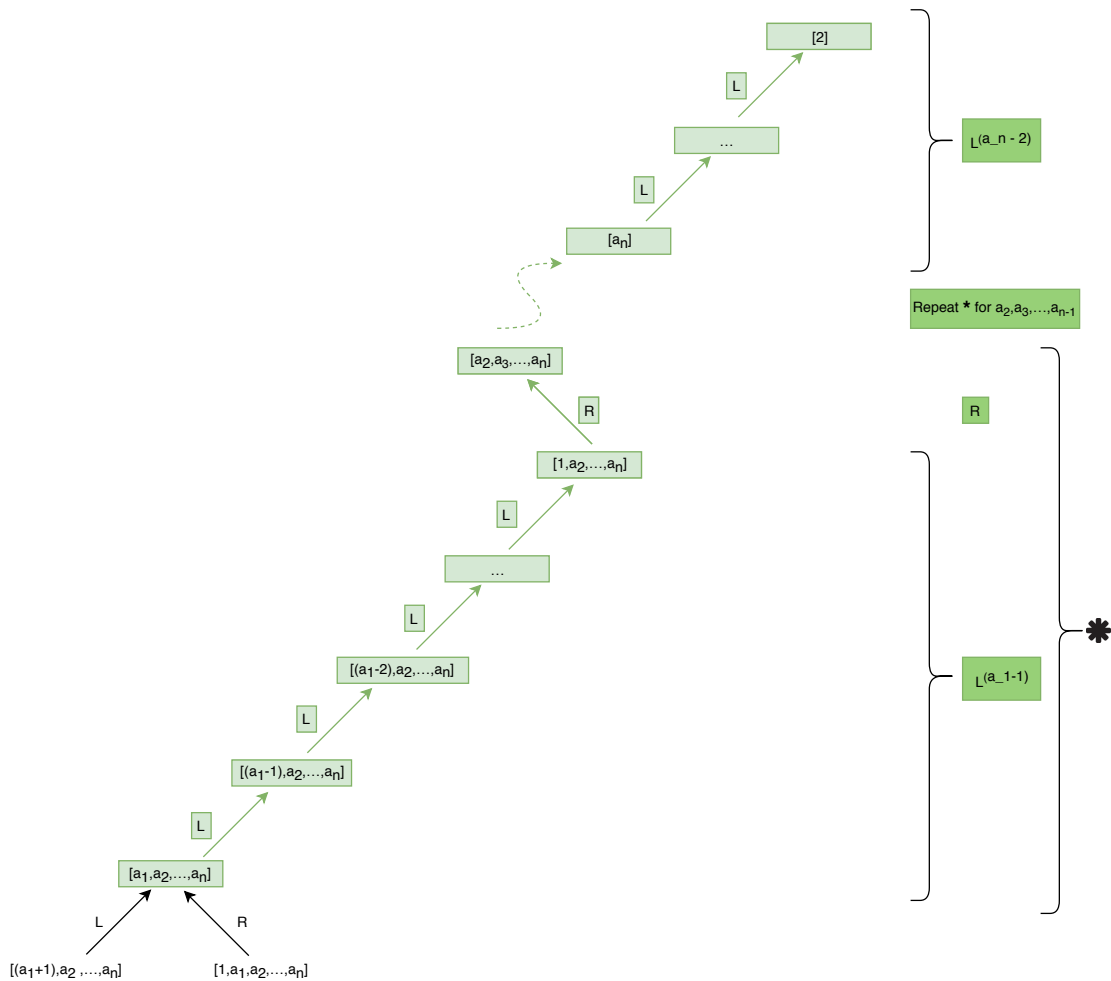 [2]
L
L(a_n - 2)
...
L
[an]
Repeat * for a2,a3,...,an-1
[a2,a3,...,an]
R
R
[1,a2,...,an]
L
...
L
[(a1-2),a2,...,an]
L(a_1-1)
L
[(a1-1),a2,...,an]
L
[a1,a2,...,an]
L
R
[(a1+1),a2 ,...,an]
[1,a1,a2,...,an]